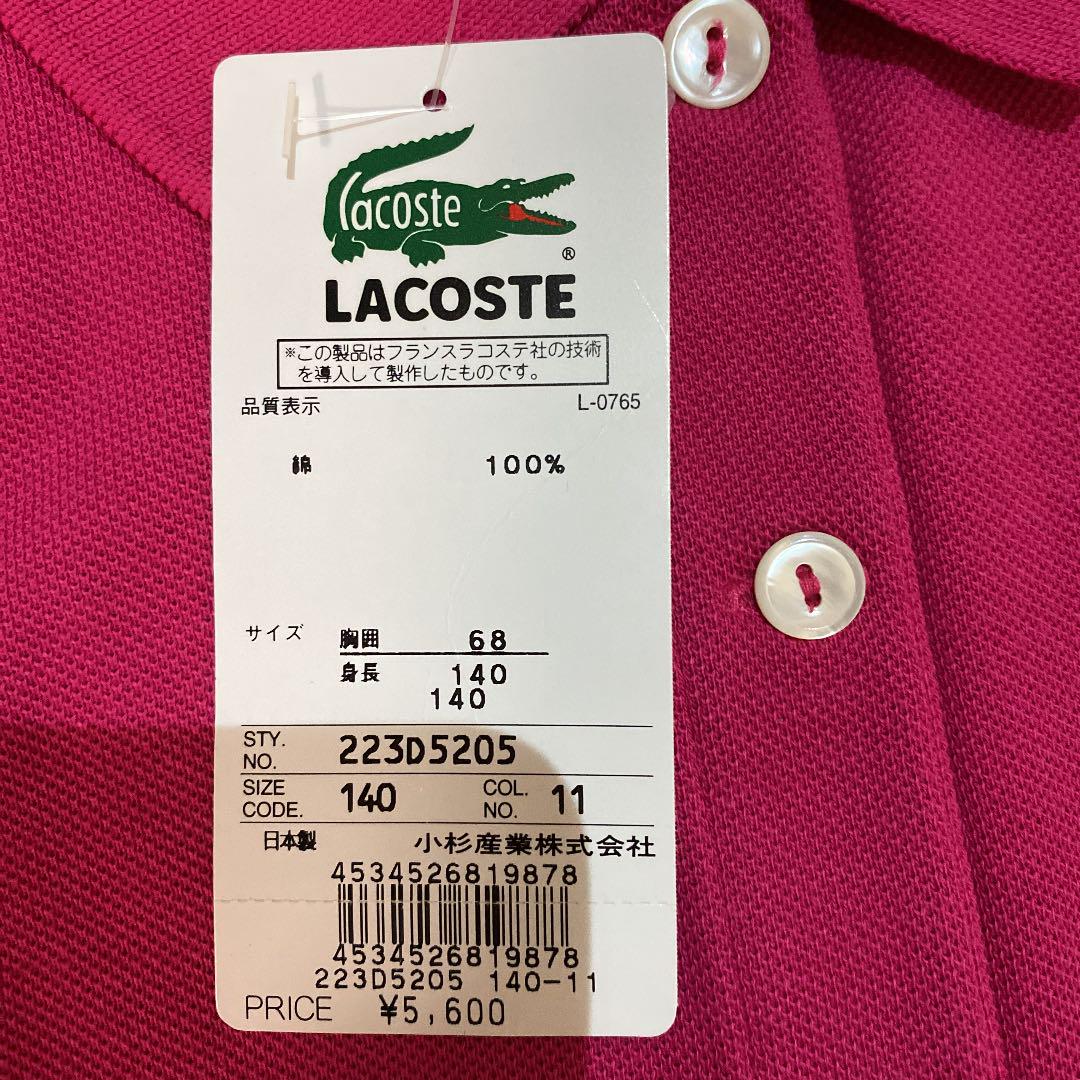 Lacoste
®
LACOSTE
※この製品はフランスラコステ社の技術
を導入して製作したものです。
品質表示 L-0765
綿 100%
サイズ 胸囲 68
身長 140
140
STY. NO. 223D5205
SIZE CODE. 140 COL. NO. 11
日本製 小杉産業株式会社
4534526819878
4534526819878
223D5205 140-11
PRICE ¥5,600